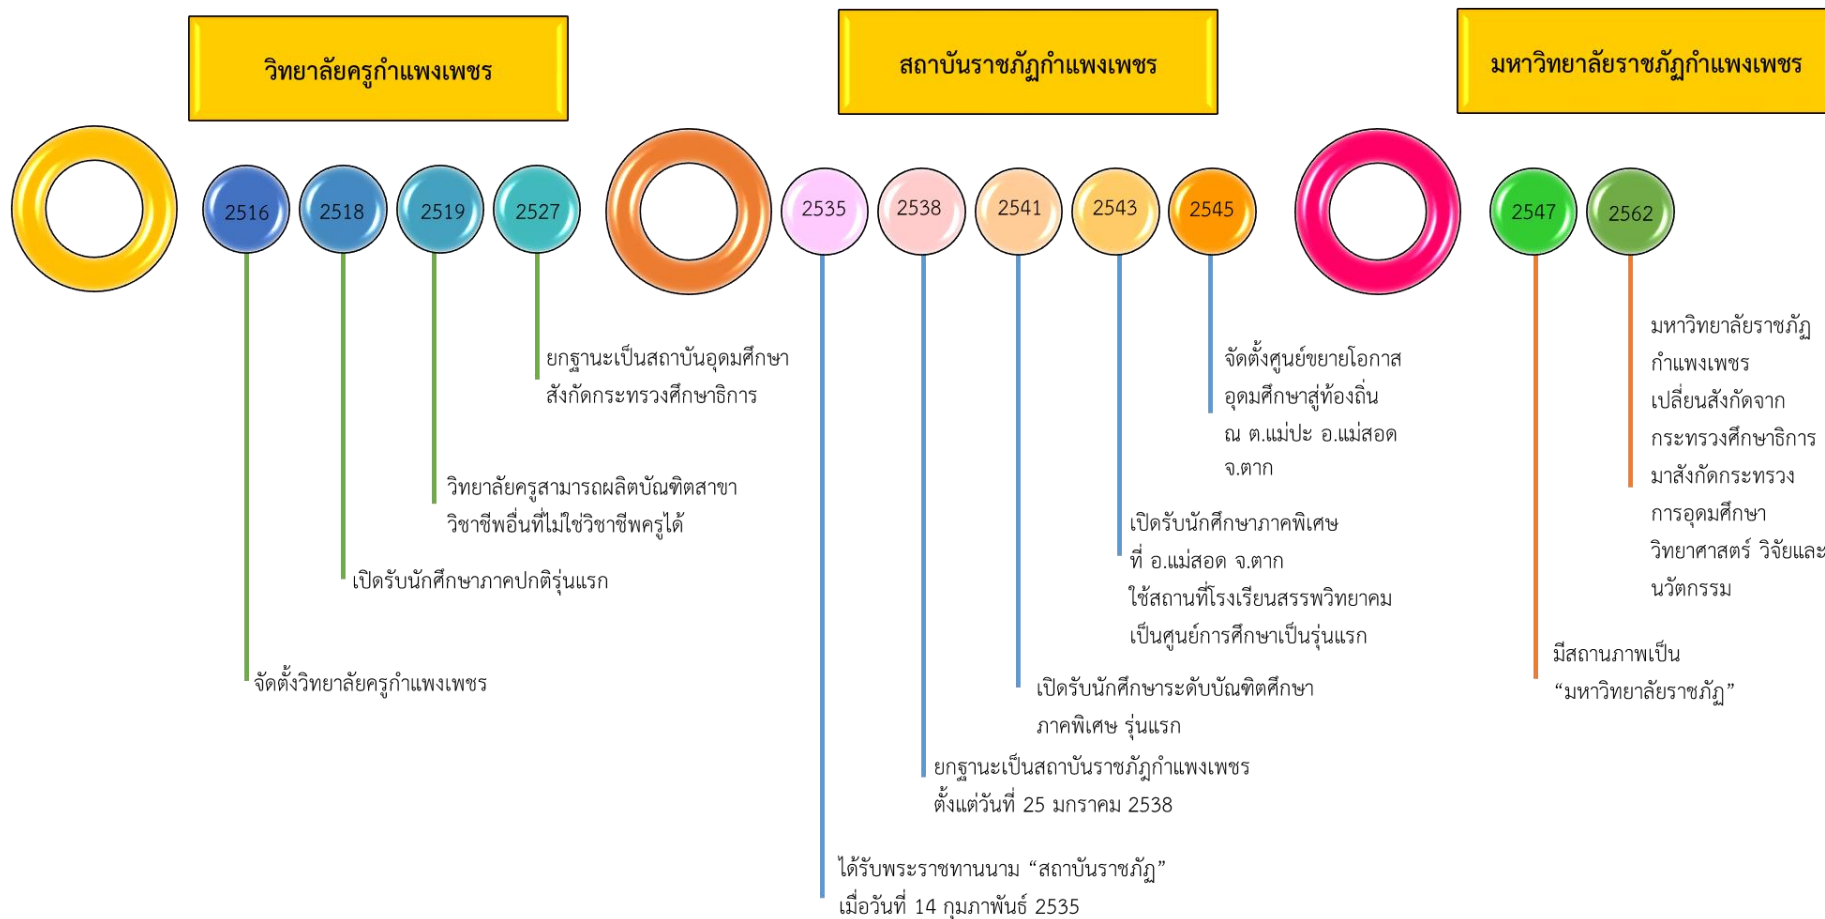 วิทยาลัยครูกำแพงเพชร
สถาบันราชภัฏกำแพงเพชร
มหาวิทยาลัยราชภัฏกำแพงเพชร
2516
2518
2519
2527
2535
2538
2541
2543
2545
2547
2562
จัดตั้งวิทยาลัยครูกำแพงเพชร
เปิดรับนักศึกษาภาคปกติรุ่นแรก
วิทยาลัยครูสามารถผลิตบัณฑิตสาขา
วิชาชีพอื่นที่ไม่ใช่วิชาชีพครูได้
ยกฐานะเป็นสถาบันอุดมศึกษา
สังกัดกระทรวงศึกษาธิการ
ได้รับพระราชทานนาม “สถาบันราชภัฏ”
เมื่อวันที่ 14 กุมภาพันธ์ 2535
ยกฐานะเป็นสถาบันราชภัฎกำแพงเพชร
ตั้งแต่วันที่ 25 มกราคม 2538
เปิดรับนักศึกษาระดับบัณฑิตศึกษา
ภาคพิเศษ รุ่นแรก
เปิดรับนักศึกษาภาคพิเศษ
ที่ อ.แม่สอด จ.ตาก
ใช้สถานที่โรงเรียนสรรพวิทยาคม
เป็นศูนย์การศึกษาเป็นรุ่นแรก
จัดตั้งศูนย์ขยายโอกาส
อุดมศึกษาสู่ท้องถิ่น
ณ ต.แม่ปะ อ.แม่สอด
จ.ตาก
มีสถานภาพเป็น
“มหาวิทยาลัยราชภัฏ”
มหาวิทยาลัยราชภัฏ
กำแพงเพชร
เปลี่ยนสังกัดจาก
กระทรวงศึกษาธิการ
มาสังกัดกระทรวง
การอุดมศึกษา
วิทยาศาสตร์ วิจัยและ
นวัตกรรม